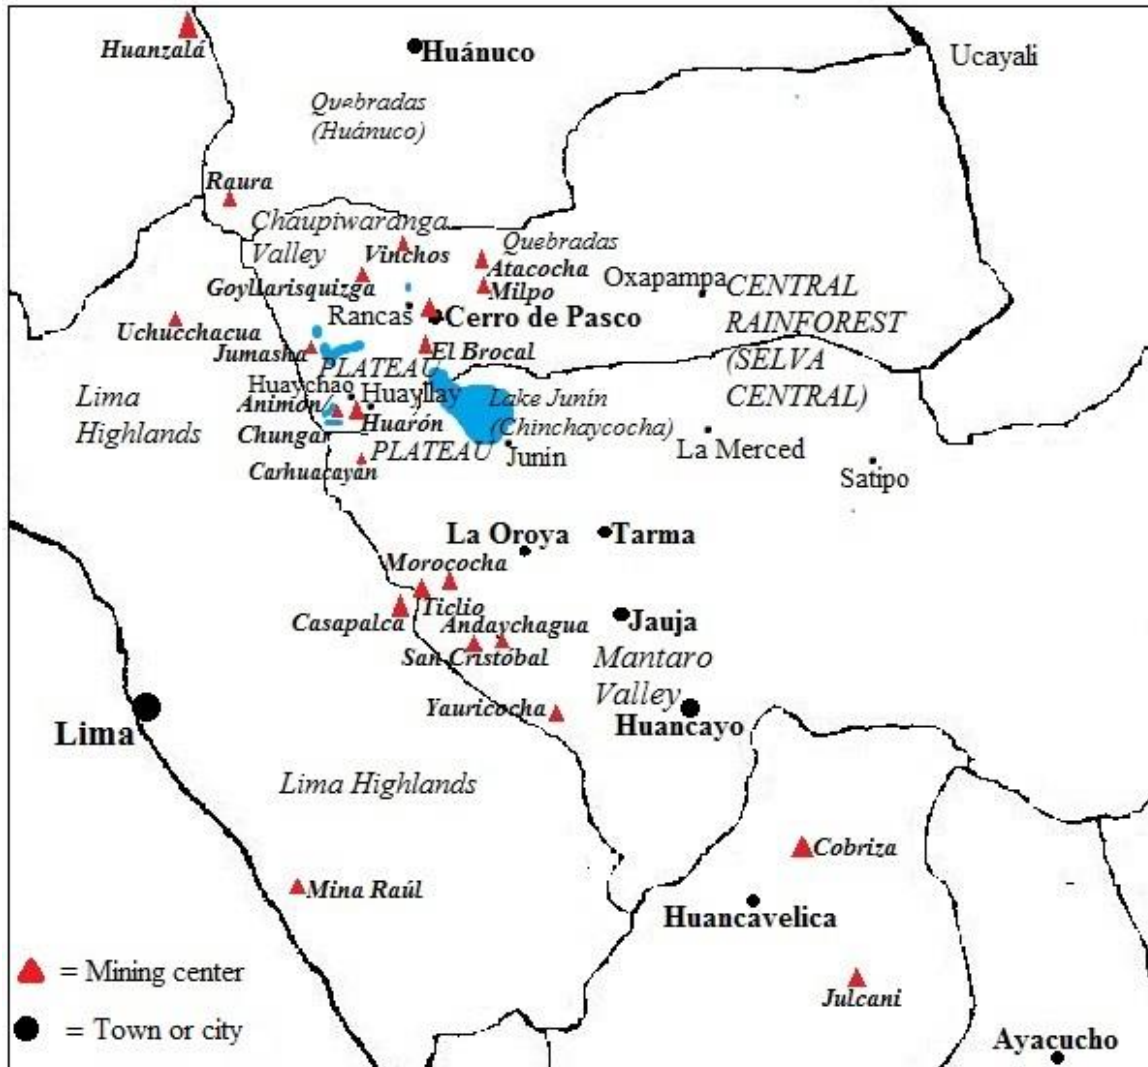 Huanzalá
Huánuco
Ucayali
Quebradas
(Huánuco)
Raura
Chaupiwaranga
Valley
Vinchos
Quebradas
Atacocha
Milpo
Goyllarisquizga
Oxapampa
CENTRAL
RAINFOREST
(SELVA
CENTRAL)
Rancas
Cerro de Pasco
Uchucchacua
Jumasha
El Brocal
PLATEAU
Huaychao
Huayllay
Lake Junín
(Chinchaycocha)
Lima
Highlands
Animón
Chungar
Huarón
PLATEAU
Junín
La Merced
Carhuacayán
Satipo
La Oroya
Tarma
Morococha
Ticlio
Casapalca
Andaychagua
Jauja
San Cristóbal
Mantaro
Valley
Yauricocha
Huancayo
Lima
Lima Highlands
Cobriza
Mina Raúl
Huancavelica
= Mining center
Julcani
= Town or city
Ayacucho